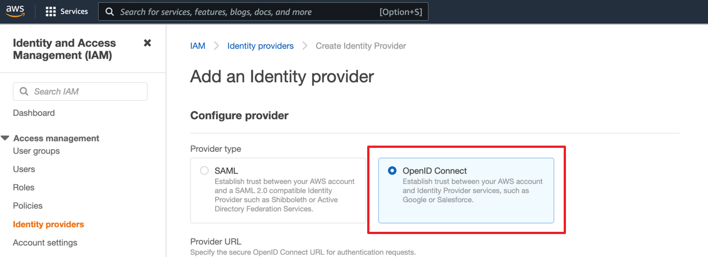 aws
Services
Search for services, features, blogs, docs, and more
[Option+S]
Identity and Access
Management (IAM)
Search IAM
Dashboard
Access management
User groups
Users
Roles
Policies
Identity providers
Account settings
IAM > Identity providers > Create Identity Provider
Add an Identity provider
Configure provider
Provider type
SAML
Establish trust between your AWS account
and a SAML 2.0 compatible Identity
Provider such as Shibboleth or Active
Directory Federation Services.
OpenID Connect
Establish trust between your AWS account
and Identity Provider services, such as
Google or Salesforce.
Provider URL
Specify the secure OpenID Connect URL for authentication requests.